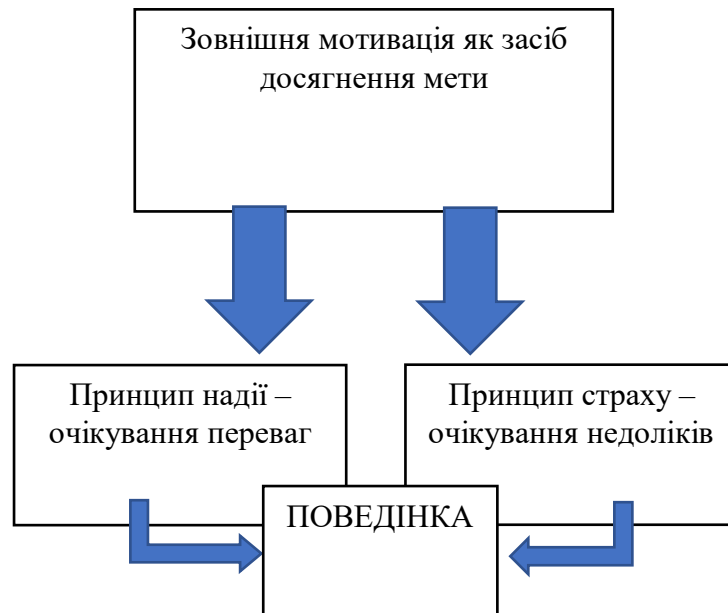 Зовнішня мотивація як засіб
досягнення мети
Принцип надії –
очікування переваг
Принцип страху –
очікування недоліків
ПОВЕДІНКА